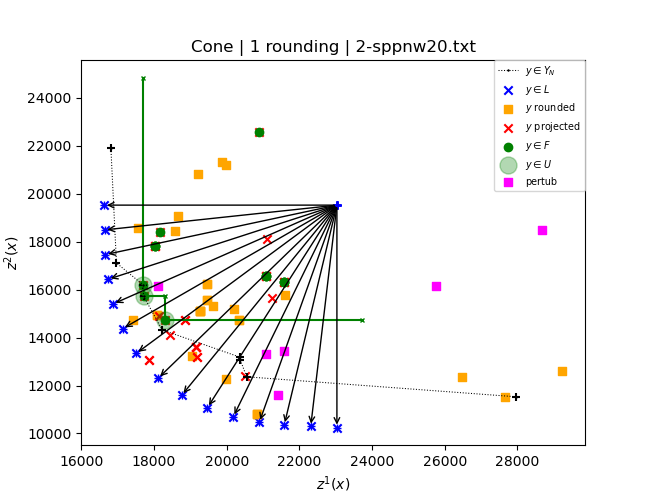 Cone | 1 rounding | 2-sppnw20.txt
z²(x)
24000
22000
20000
18000
16000
14000
12000
10000
16000 18000 20000 22000 24000 26000 28000
z¹(x)
y ∈ Y_N
y ∈ L
y rounded
y projected
y ∈ F
y ∈ U
pertub